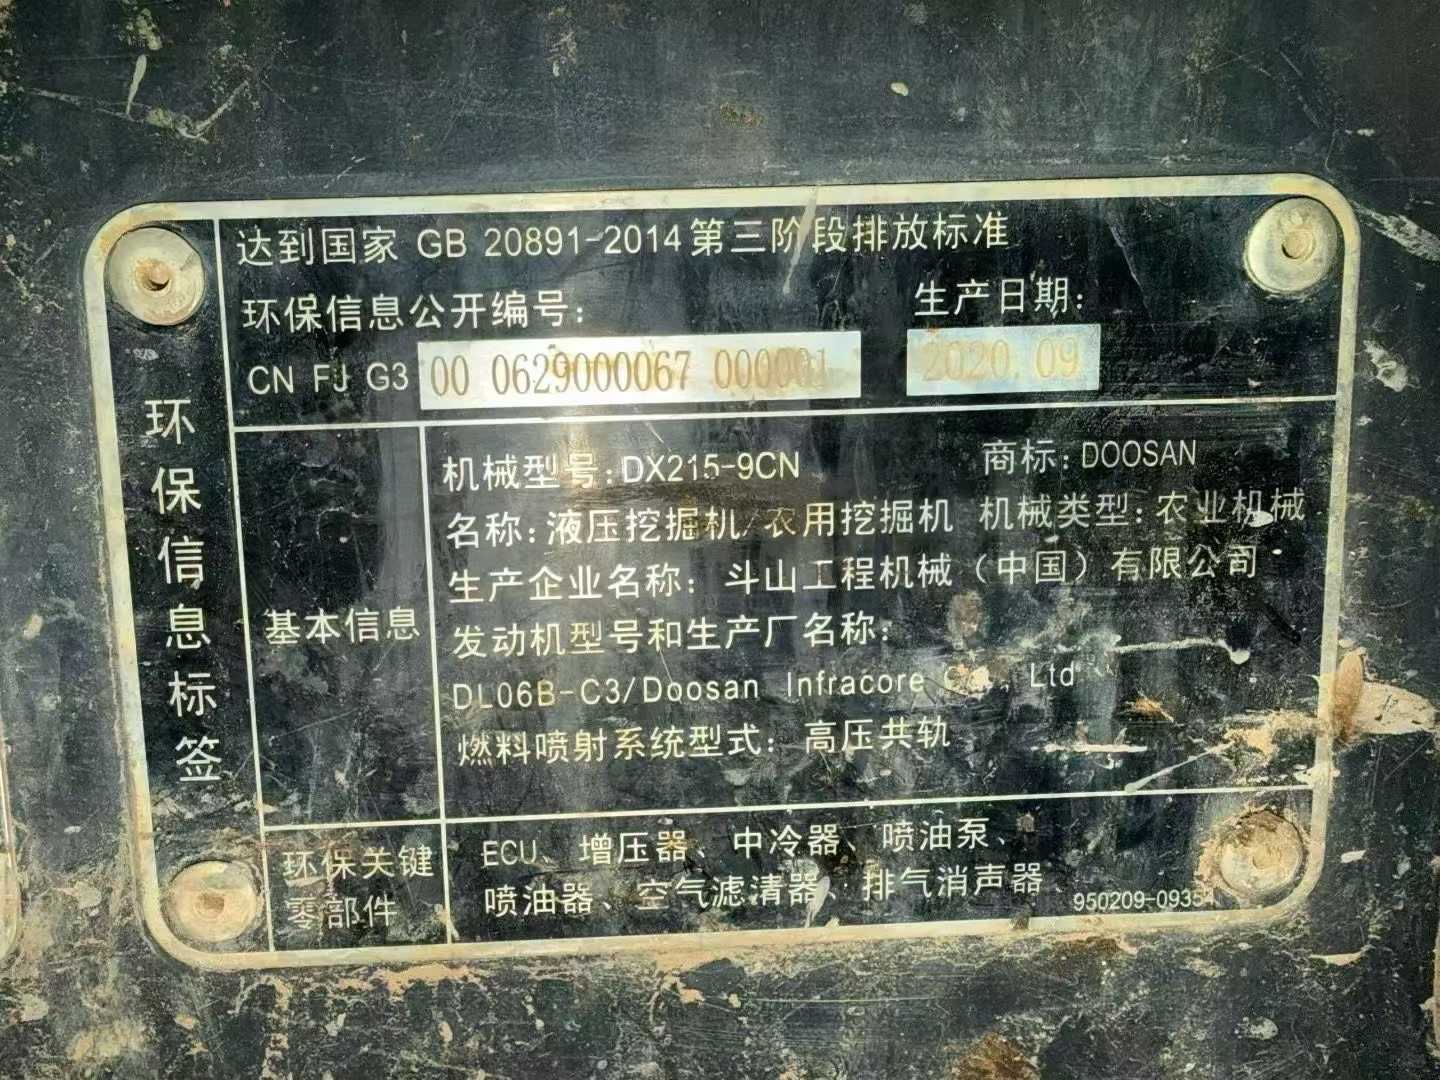 环保信息标签
达到国家 GB 20891-2014 第三阶段排放标准
环保信息公开编号: 生产日期:
CN FJ G3 00 0629000067 000001 2020.09
基本信息
机械型号:DX215-9CN 商标:DOOSAN
名称:液压挖掘机/农用挖掘机 机械类型:农业机械
生产企业名称: 斗山工程机械(中国)有限公司
发动机型号和生产厂名称:
DL06B-C3/Doosan Infracore Co., Ltd
燃料喷射系统型式: 高压共轨
环保关键
零部件
ECU、增压器、中冷器、喷油泵、
喷油器、空气滤清器、排气消声器